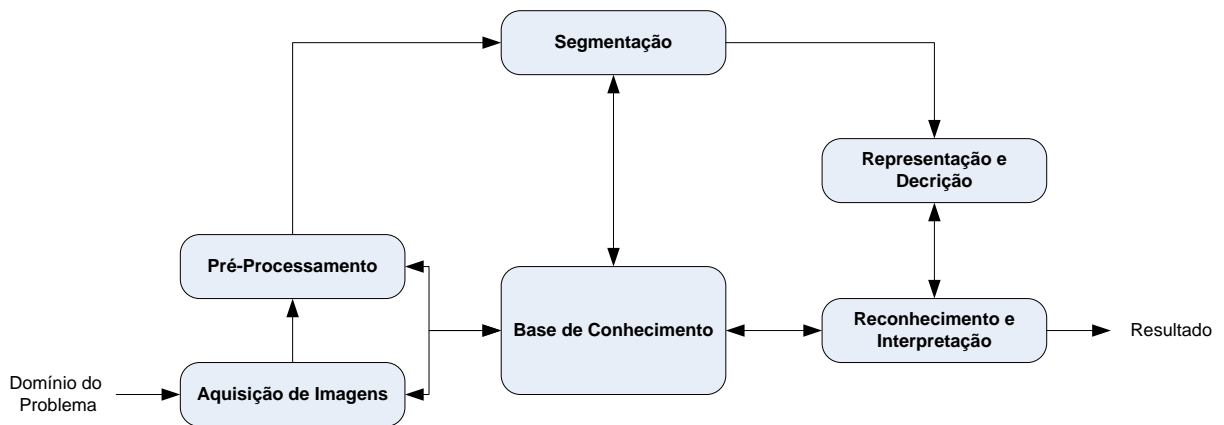 Segmentação
Representação e
Decrição
Pré-Processamento
Base de Conhecimento
Reconhecimento e
Interpretação
Resultado
Domínio do
Problema
Aquisição de Imagens